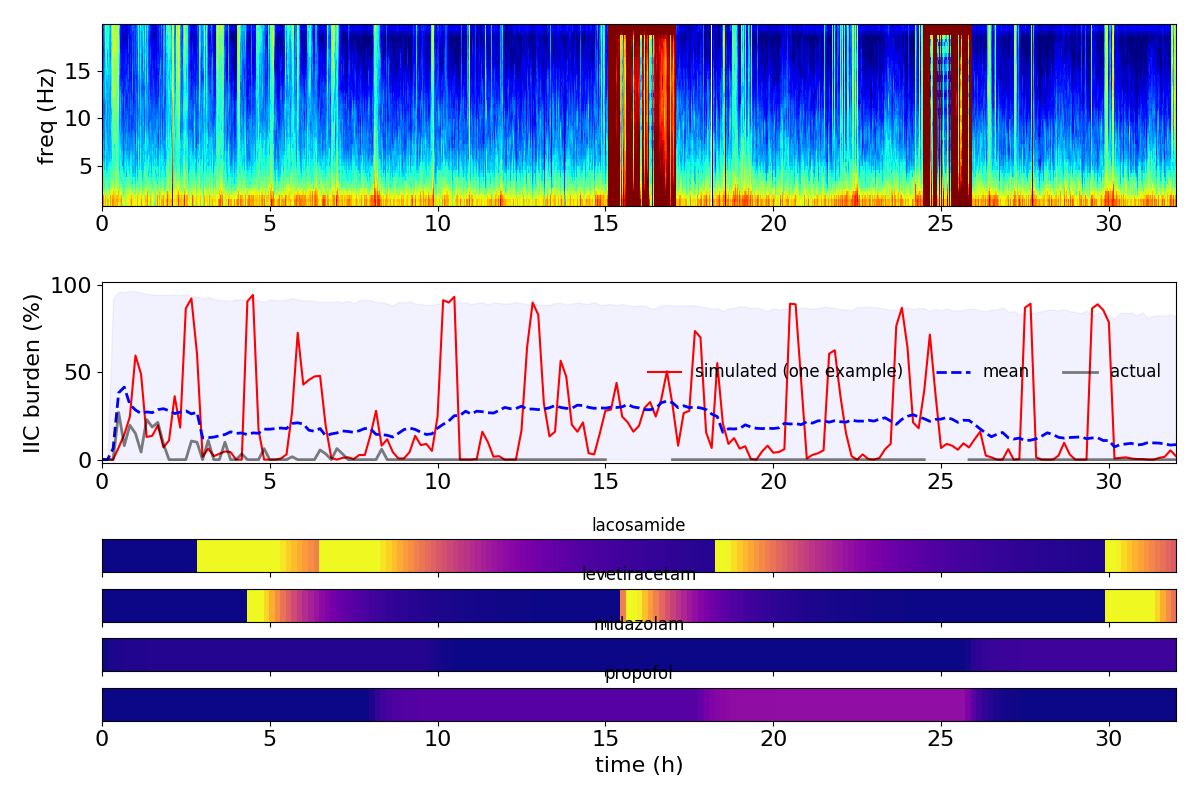 freq (Hz)
15
10
5
0 5 10 15 20 25 30
IIC burden (%)
100
50
0
simulated (one example) mean actual
0 5 10 15 20 25 30
lacosamide
levetiracetam
midazolam
propofol
0 5 10 15 20 25 30
time (h)